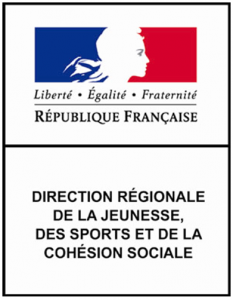 Liberté • Égalité • Fraternité
RÉPUBLIQUE FRANÇAISE
DIRECTION RÉGIONALE
DE LA JEUNESSE,
DES SPORTS ET DE LA
COHÉSION SOCIALE